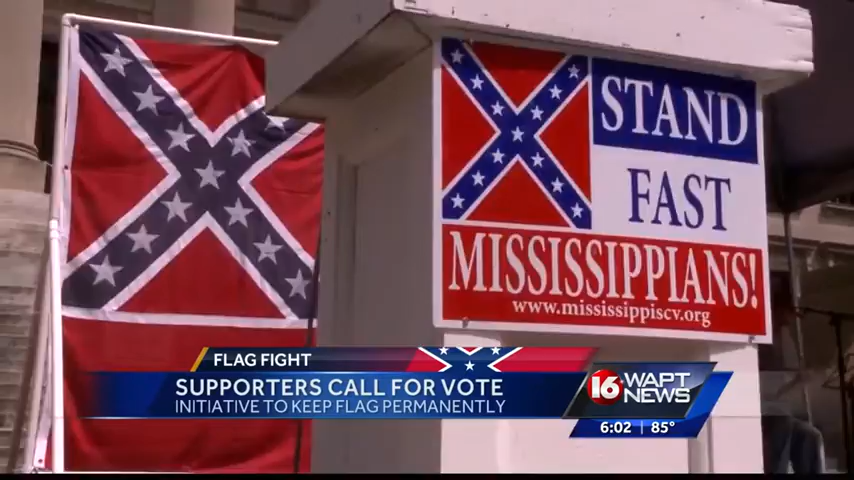 STAND
FAST
MISSISSIPPIANS!
www.mississippiscv.org
FLAG FIGHT
SUPPORTERS CALL FOR VOTE
INITIATIVE TO KEEP FLAG PERMANENTLY
16 WAPT
NEWS
6:02 85°